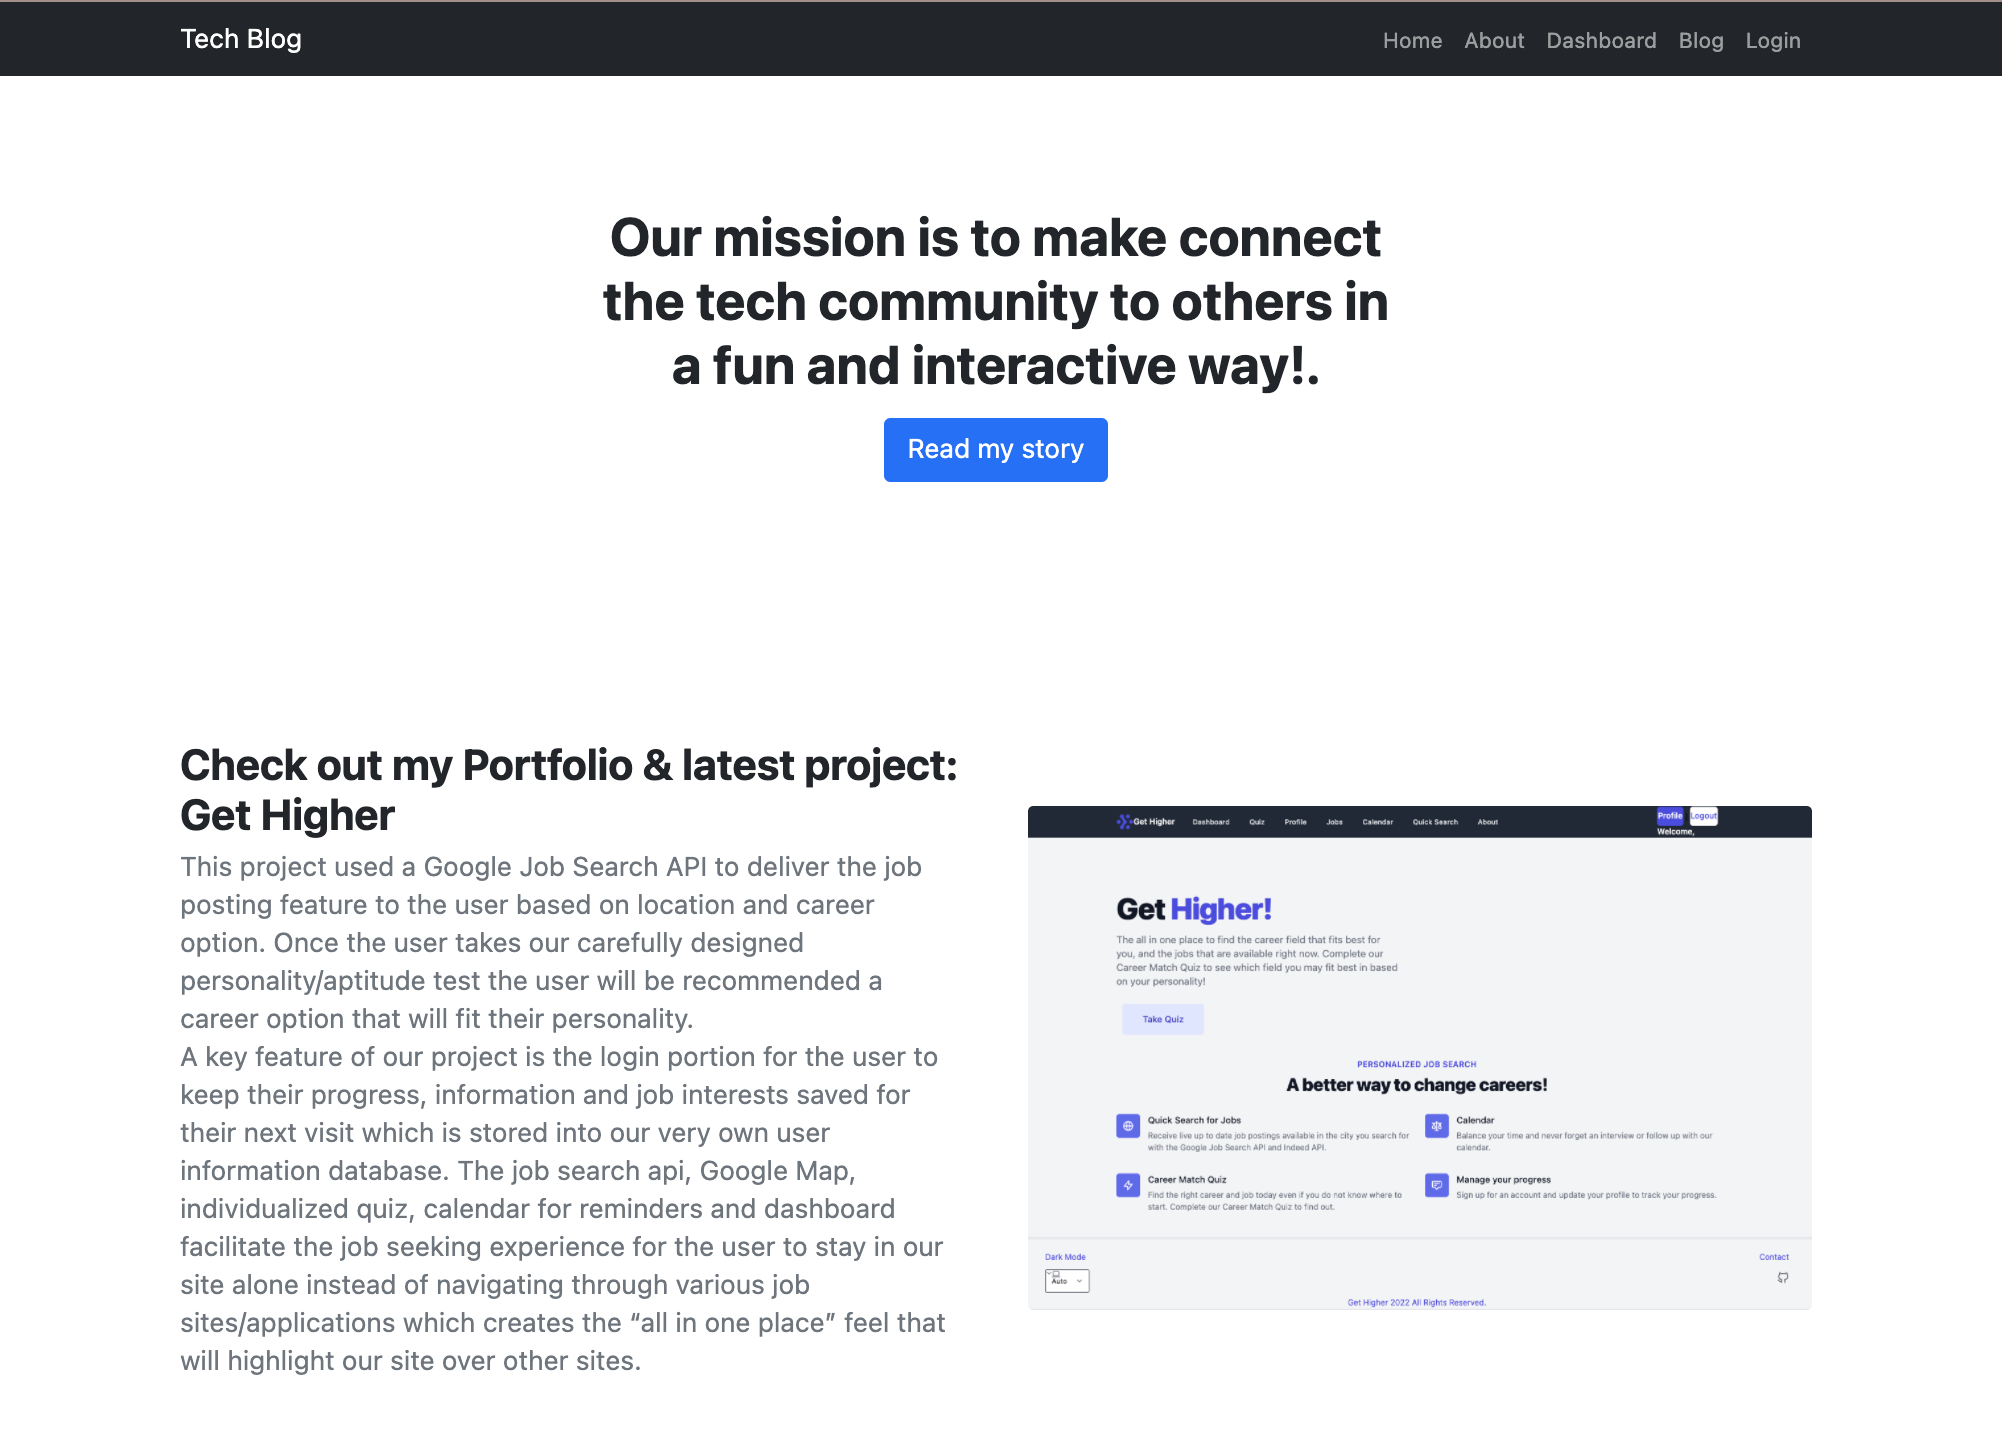 Tech Blog
Home About Dashboard Blog Login
Our mission is to make connect
the tech community to others in
a fun and interactive way!.
Read my story
Check out my Portfolio & latest project:
Get Higher
This project used a Google Job Search API to deliver the job
posting feature to the user based on location and career
option. Once the user takes our carefully designed
personality/aptitude test the user will be recommended a
career option that will fit their personality.
A key feature of our project is the login portion for the user to
keep their progress, information and job interests saved for
their next visit which is stored into our very own user
information database. The job search api, Google Map,
individualized quiz, calendar for reminders and dashboard
facilitate the job seeking experience for the user to stay in our
site alone instead of navigating through various job
sites/applications which creates the “all in one place” feel that
will highlight our site over other sites.
Get Higher Dashboard Quiz Profile Jobs Calendar Quick Search About Profile Logout
Welcome,
Get Higher!
The all in one place to find the career field that fits best for
you, and the jobs that are available right now. Complete our
Career Match Quiz to see which field you may fit best in based
on your personality!
Take Quiz
PERSONALIZED JOB SEARCH
A better way to change careers!
Quick Search for Jobs
Receive live up to date job postings available in the city you search for
with the Google Job Search API and Indeed API.
Calendar
Balance your time and never forget an interview or follow up with our
calendar.
Career Match Quiz
Find the right career and job today even if you do not know where to
start. Complete our Career Match Quiz to find out.
Manage your progress
Sign up for an account and update your profile to track your progress.
Dark Mode
Auto
Contact
Get Higher 2022 All Rights Reserved.